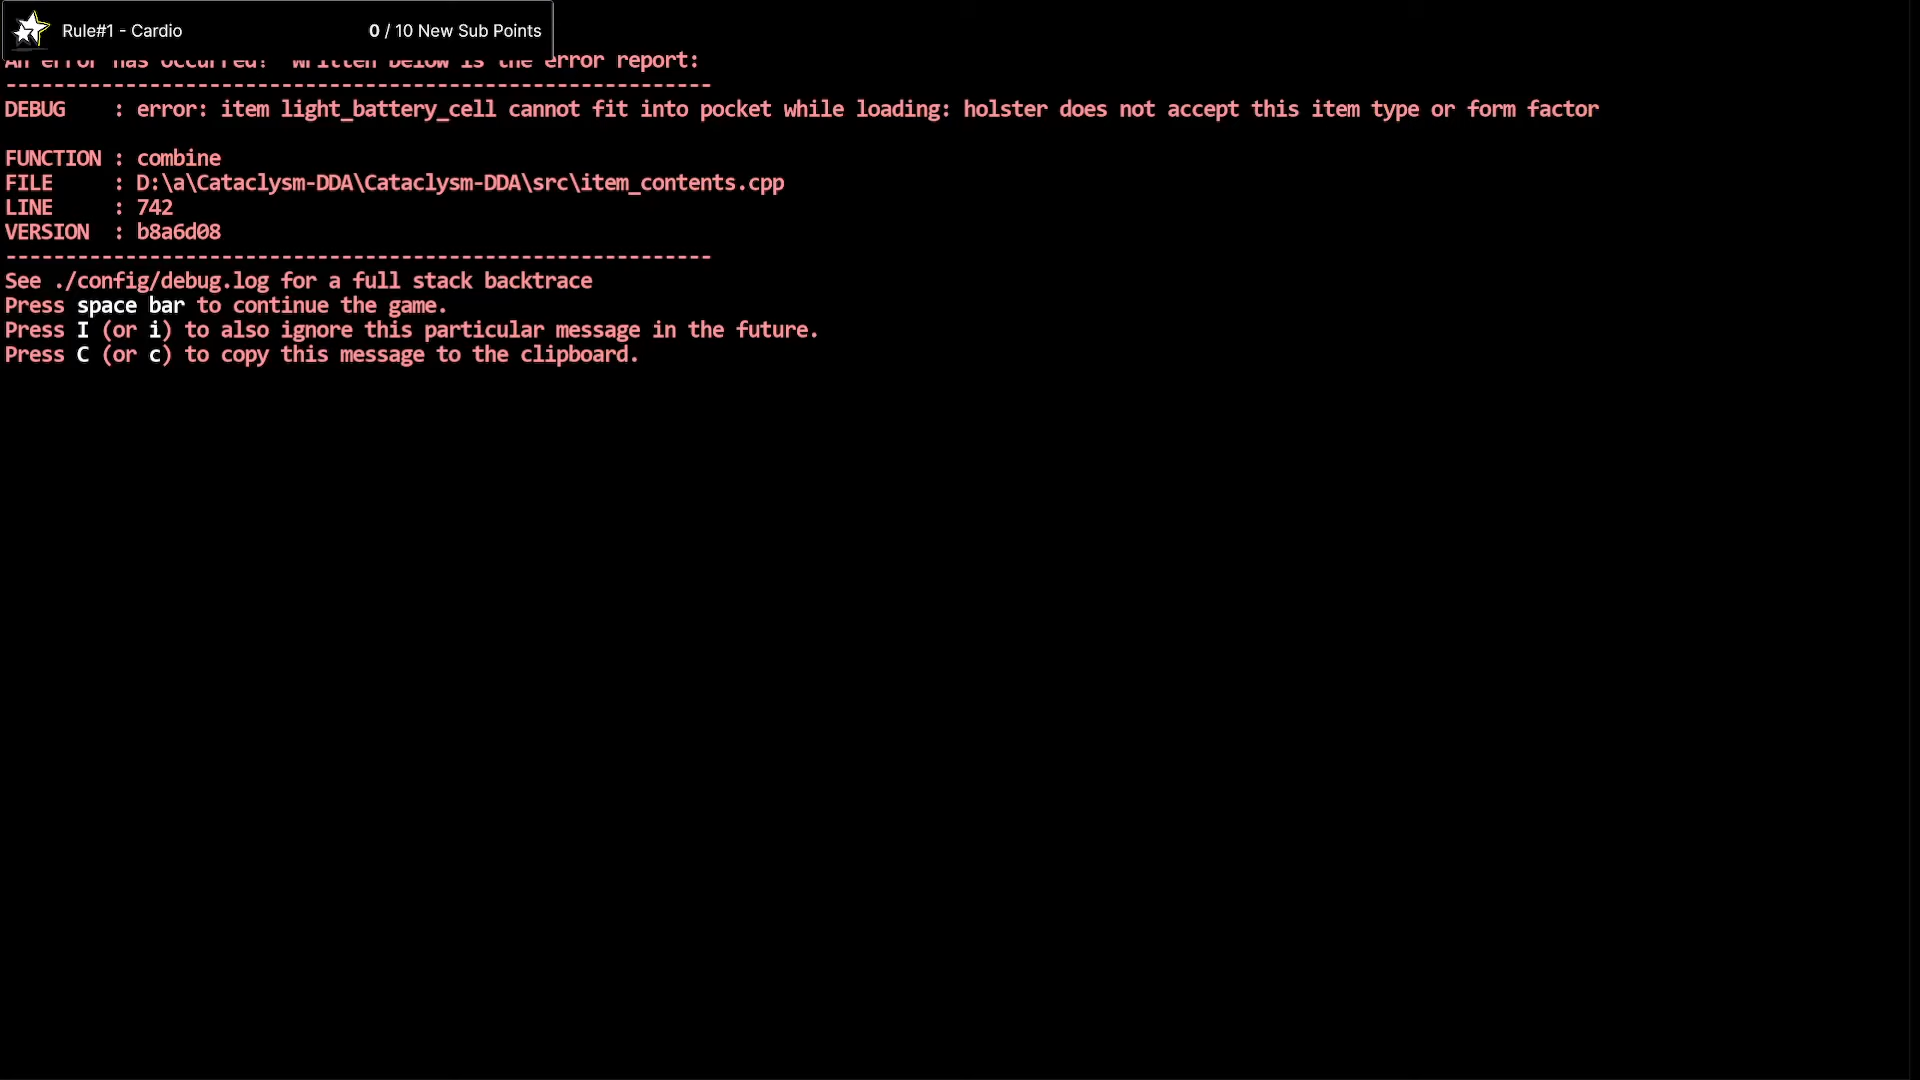 Rule#1 - Cardio
0 / 10 New Sub Points
An error has occurred! Written below is the error report:
-----------------------------------------------------------
DEBUG    : error: item light_battery_cell cannot fit into pocket while loading: holster does not accept this item type or form factor
FUNCTION : combine
FILE     : D:\a\Cataclysm-DDA\Cataclysm-DDA\src\item_contents.cpp
LINE     : 742
VERSION  : b8a6d08
-----------------------------------------------------------
See ./config/debug.log for a full stack backtrace
Press space bar to continue the game.
Press I (or i) to also ignore this particular message in the future.
Press C (or c) to copy this message to the clipboard.